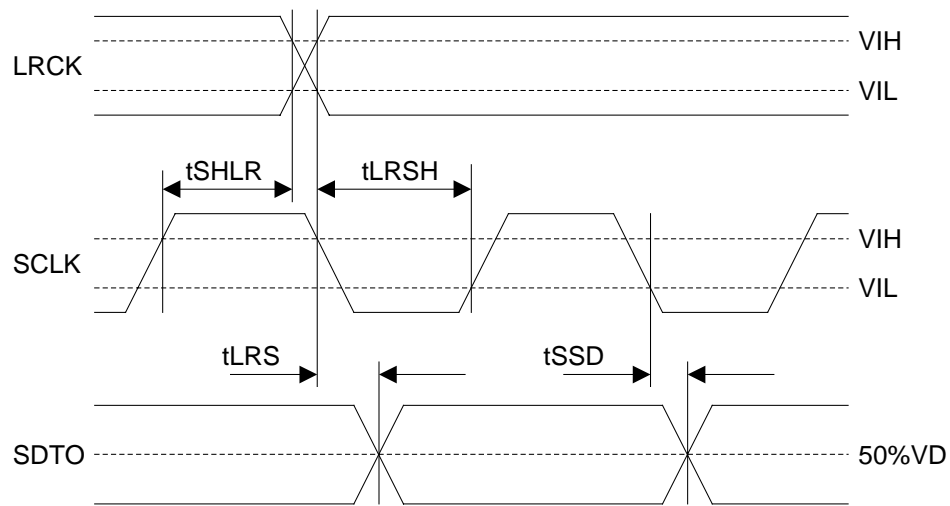 LRCK
VIH
VIL
tSHLR
tLRSH
SCLK
VIH
VIL
tLRS
tSSD
SDTO
50%VD